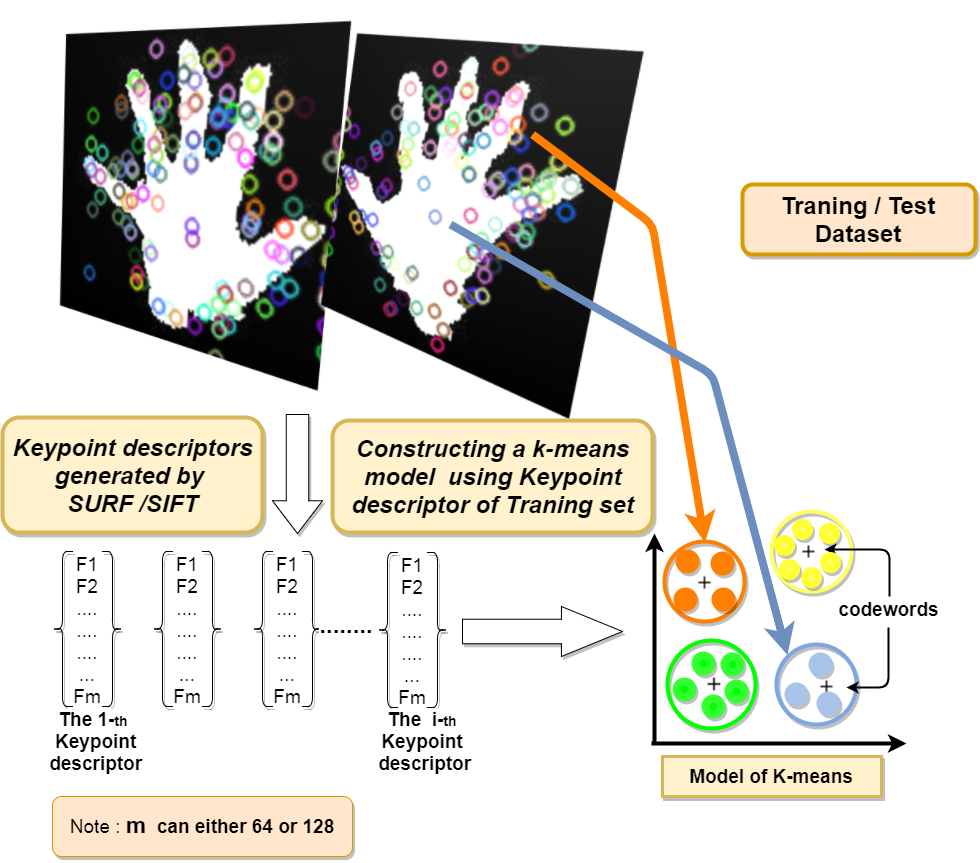 Traning / Test
Dataset
Keypoint descriptors
generated by
SURF /SIFT
Constructing a k-means
model using Keypoint
descriptor of Traning set
F1
F2
....
....
....
...
Fm
F1
F2
....
....
....
...
Fm
F1
F2
....
....
....
...
Fm
F1
F2
....
....
....
...
Fm
The 1-th
Keypoint
descriptor
The i-th
Keypoint
descriptor
codewords
Model of K-means
Note : m can either 64 or 128